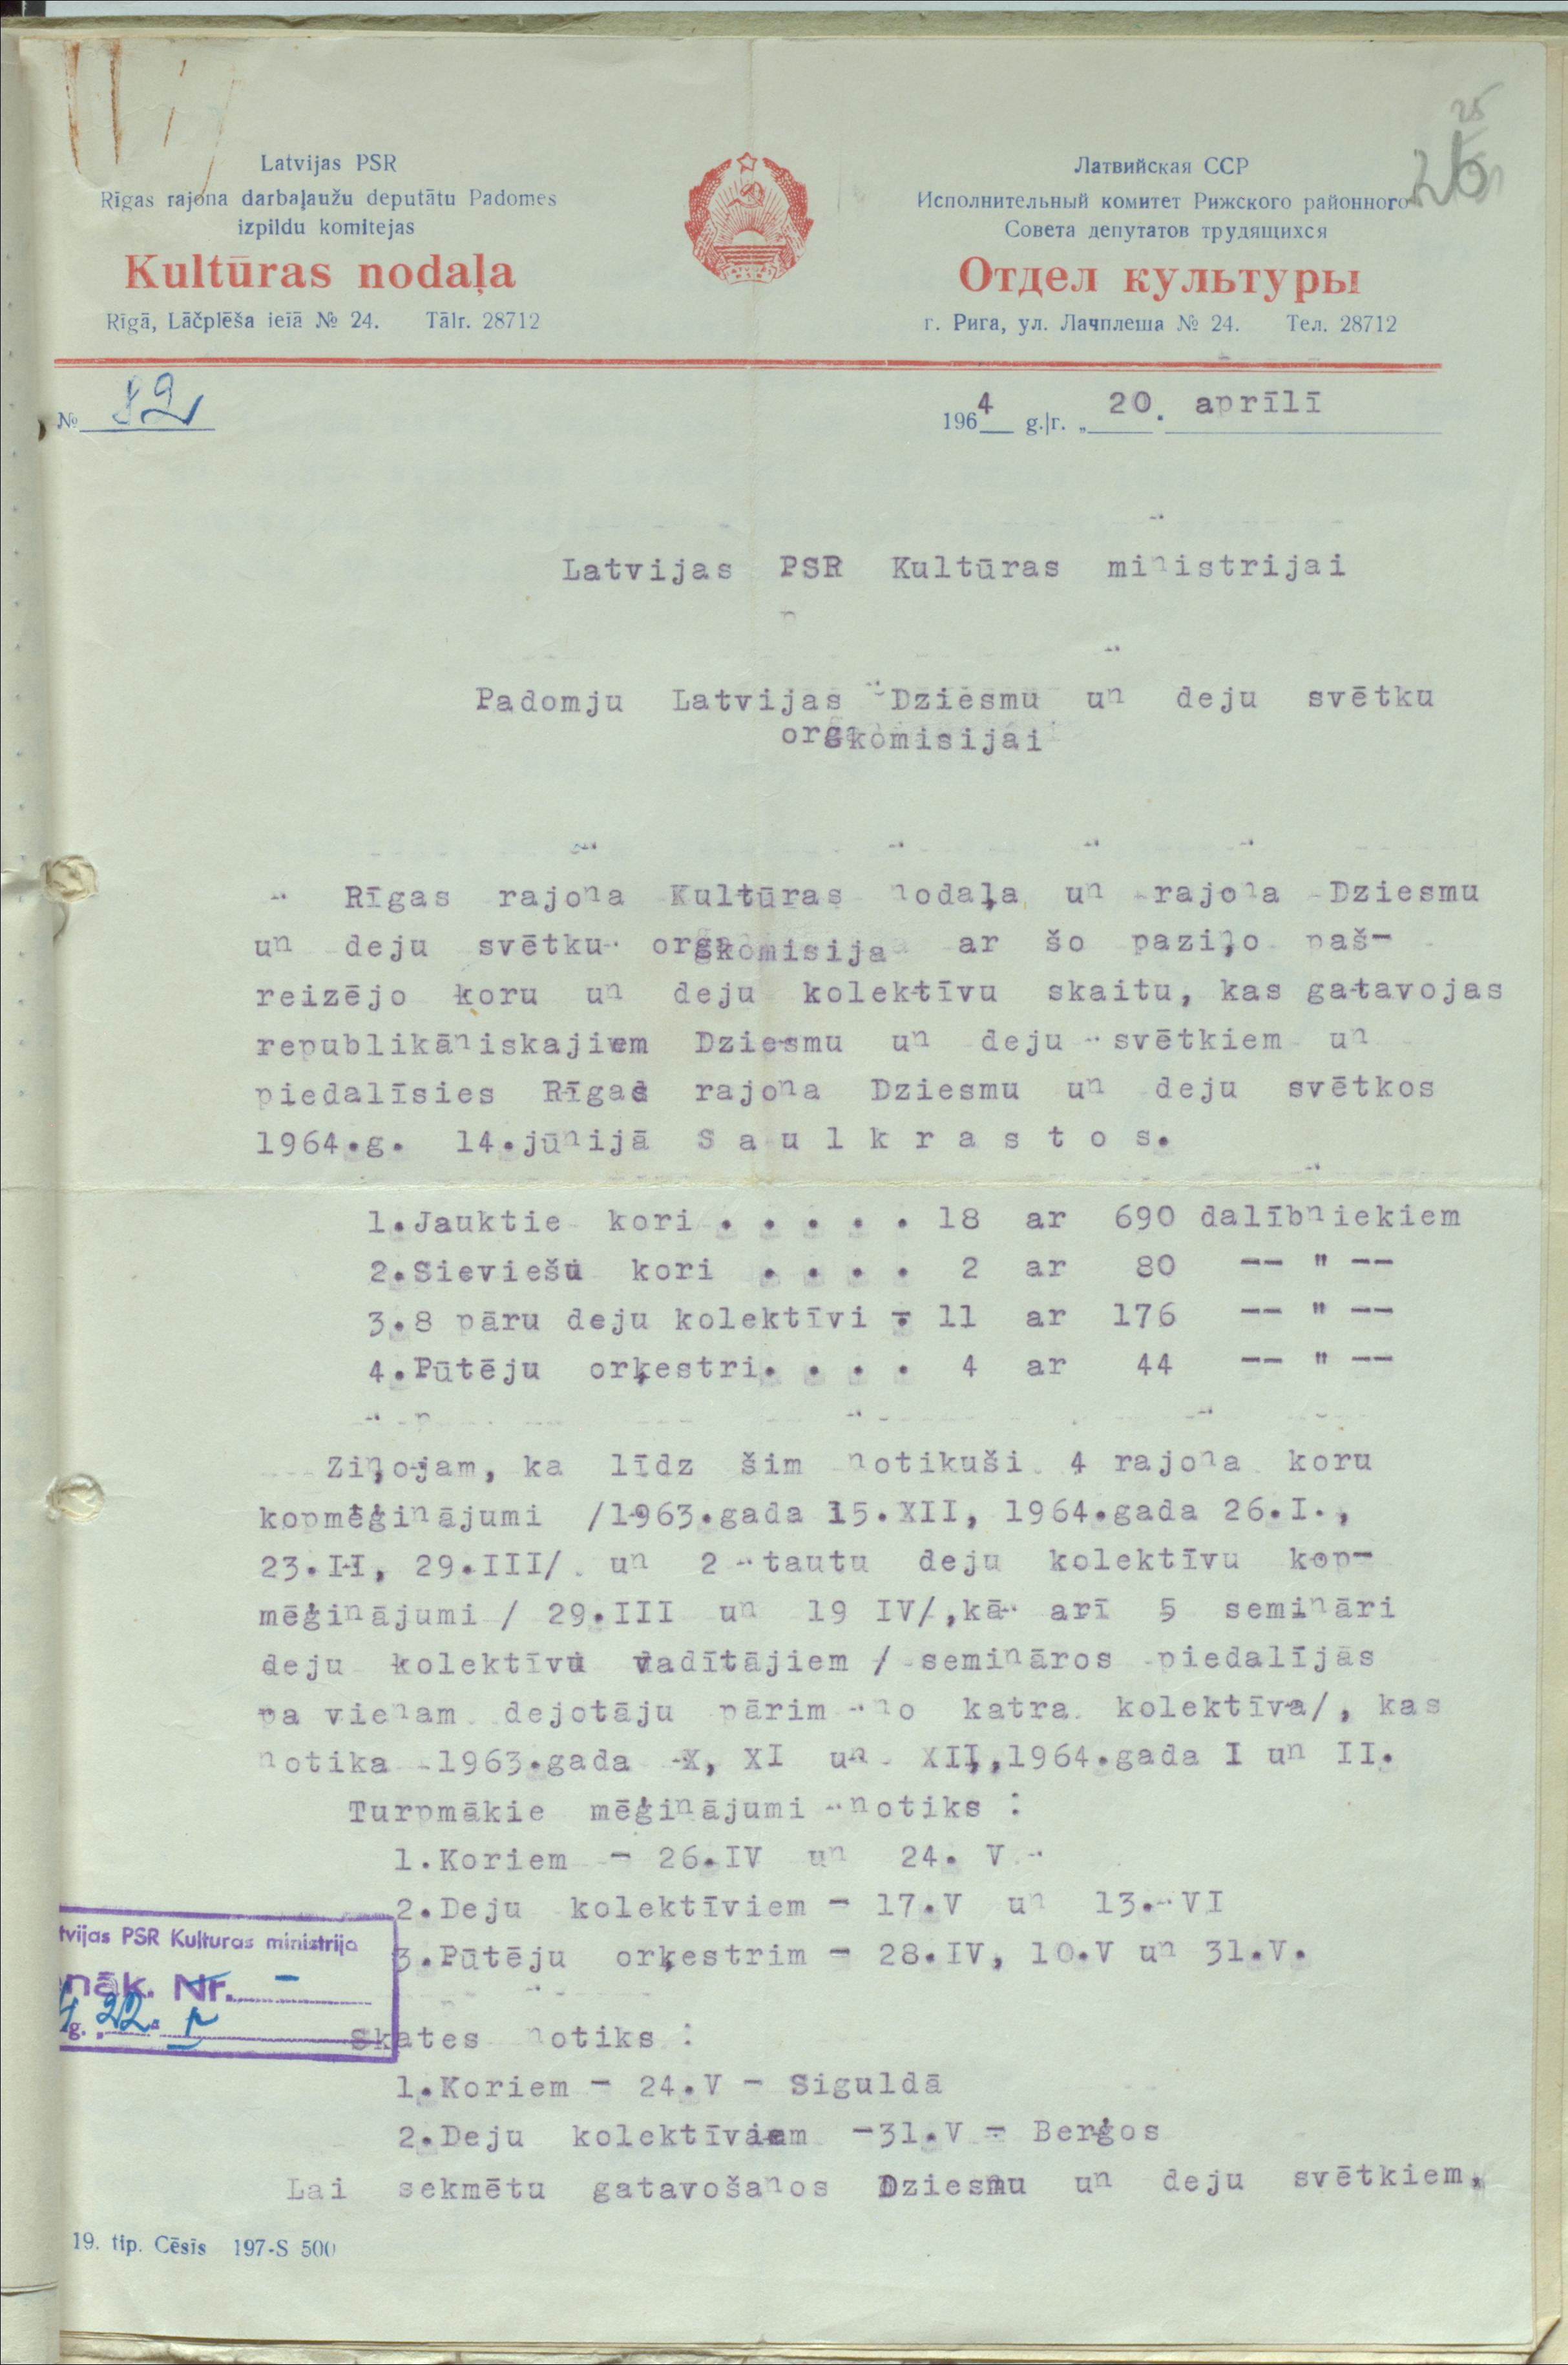 25
26
Latvijas PSR
Rīgas rajona darbaļaužu deputātu Padomes
izpildu komitejas
Kultūras nodaļa
Rīgā, Lāčplēša ielā № 24. Tālr. 28712
Латвийская ССР
Исполнительный комитет Рижского районного
Совета депутатов трудящихся
Отдел культуры
г. Рига, ул. Лачплеша № 24. Тел. 28712
№ 82
1964 g.|г. „20. aprīlī
Latvijas PSR Kultūras ministrijai
Padomju Latvijas Dziesmu un deju svētku
orgkomisijai
Rīgas rajona Kultūras nodaļa un rajona Dziesmu
un deju svētku orgkomisija ar šo paziņo paš-
reizējo koru un deju kolektīvu skaitu, kas gatavojas
republikāniskajiem Dziesmu un deju svētkiem un
piedalīsies Rīgas rajona Dziesmu un deju svētkos
1964.g. 14.jūnijā S a u l k r a s t o s.
1.Jauktie kori . . . . . 18 ar 690 dalībniekiem
2.Sieviešu kori . . . . 2 ar 80 -- " --
3.8 pāru deju kolektīvi - 11 ar 176 -- " --
4.Pūtēju orķestri. . . . 4 ar 44 -- " --
Ziņojam, ka līdz šim notikuši 4 rajona koru
kopmēģinājumi /1963.gada 15.XII, 1964.gada 26.I.,
23.II, 29.III/ un 2 tautu deju kolektīvu kop-
mēģinājumi / 29.III un 19 IV/,kā arī 5 semināri
deju kolektīvu vadītājiem / semināros piedalījās
pa vienam dejotāju pārim no katra kolektīva/, kas
notika 1963.gada X, XI un XII,1964.gada I un II.
Turpmākie mēģinājumi notiks :
1.Koriem - 26.IV un 24. V
2.Deju kolektīviem - 17.V un 13. VI
3.Pūtēju orķestrim - 28.IV, 10.V un 31.V.
tvijas PSR Kulturas ministrija
nāk. Nr. -
4 g. „22."
Skates notiks :
1.Koriem - 24.V - Siguldā
2.Deju kolektīviem -31.V - Berģos
Lai sekmētu gatavošanos Dziesmu un deju svētkiem,
19. tip. Cēsīs 197-S 500